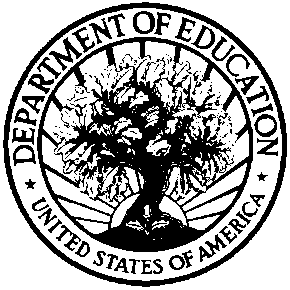 DEPARTMENT OF EDUCATION
UNITED STATES OF AMERICA